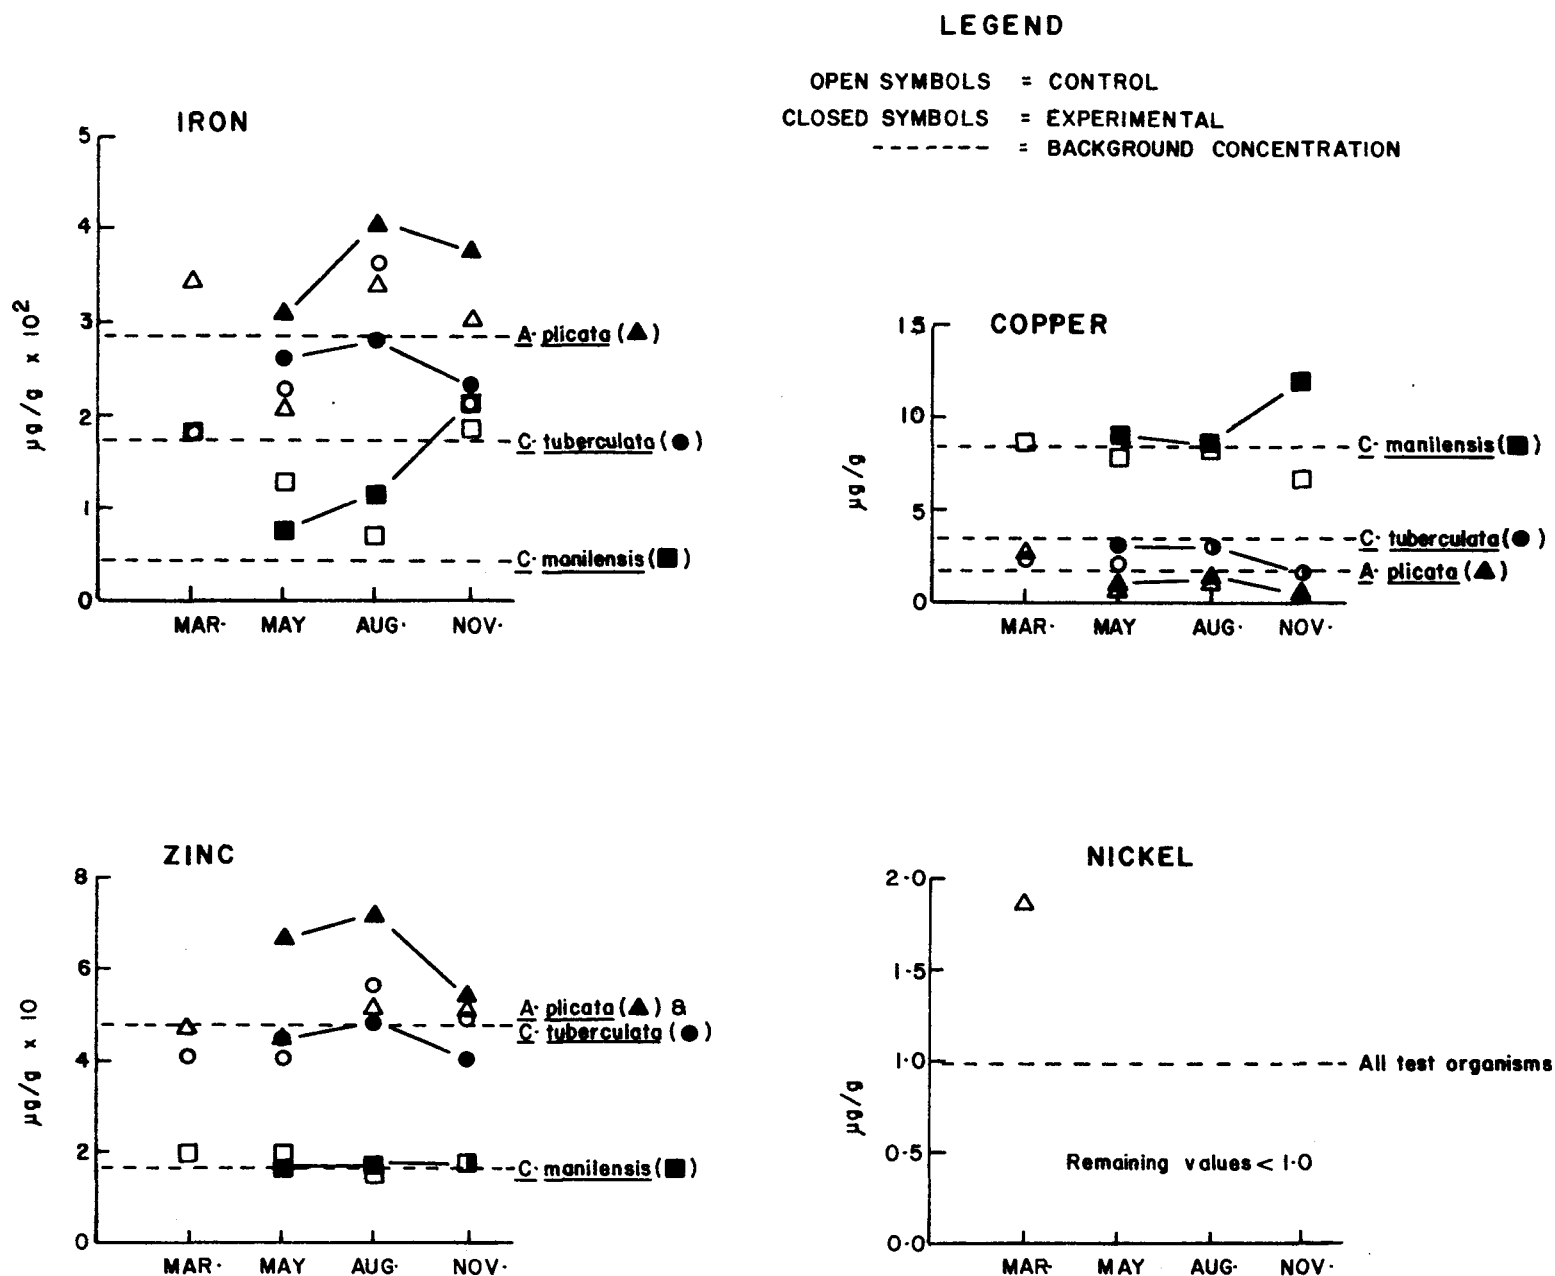 LEGEND
OPEN SYMBOLS = CONTROL
CLOSED SYMBOLS = EXPERIMENTAL
------- = BACKGROUND CONCENTRATION
IRON
5
4
3
2
1
0
µg/g x 10²
A· plicata (▲)
C· tuberculata (●)
C· manilensis (■)
MAR· MAY AUG· NOV·
COPPER
15
10
5
0
µg/g
C· manilensis (■)
C· tuberculata (●)
A· plicata (▲)
MAR· MAY AUG· NOV·
ZINC
8
6
4
2
0
µg/g x 10
A· plicata (▲) &
C· tuberculata (●)
C· manilensis (■)
MAR· MAY AUG· NOV·
NICKEL
2·0
1·5
1·0
0·5
0·0
µg/g
All test organisms
Remaining values < 1·0
MAR· MAY AUG· NOV·